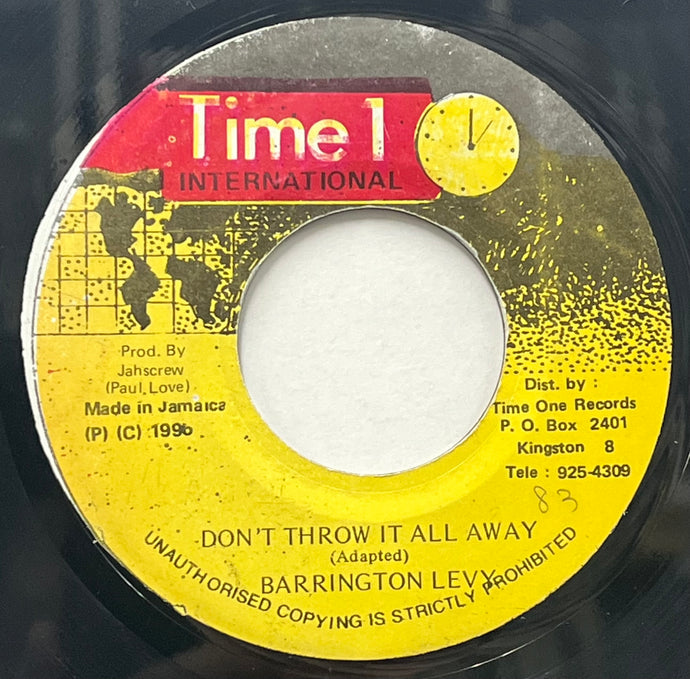 Time 1
INTERNATIONAL
Prod. By
Jahscrew
(Paul Love)
Made in Jamaica
(P) (C) 1996
Dist. by :
Time One Records
P. O. Box 2401
Kingston 8
Tele : 925-4309
83
DON'T THROW IT ALL AWAY
(Adapted)
BARRINGTON LEVY
UNAUTHORISED COPYING IS STRICTLY PROHIBITED